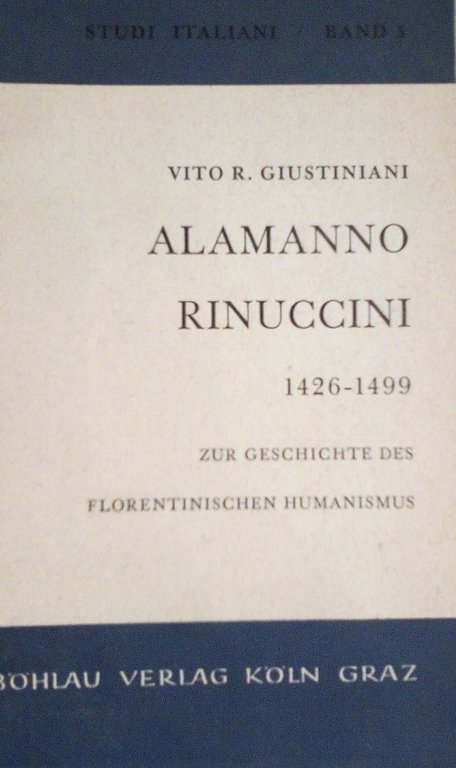 STUDI ITALIANI / BAND 5
VITO R. GIUSTINIANI
ALAMANNO
RINUCCINI
1426-1499
ZUR GESCHICHTE DES
FLORENTINISCHEN HUMANISMUS
BÖHLAU VERLAG KÖLN GRAZ